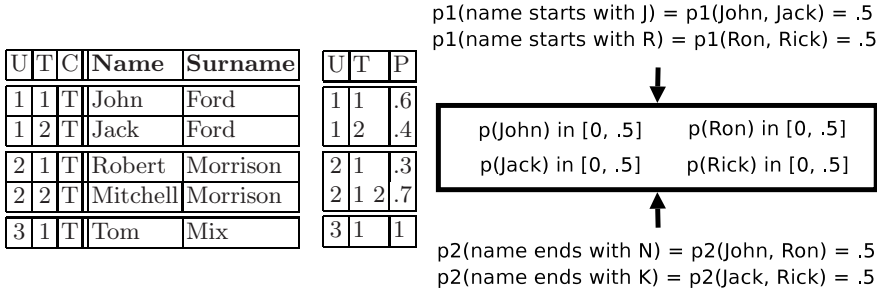 U T C Name Surname
1 1 T John Ford
1 2 T Jack Ford
2 1 T Robert Morrison
2 2 T Mitchell Morrison
3 1 T Tom Mix
U T P
1 1 .6
1 2 .4
2 1 .3
2 1 2 .7
3 1 1
p1(name starts with J) = p1(John, Jack) = .5
p1(name starts with R) = p1(Ron, Rick) = .5
p(John) in [0, .5] p(Ron) in [0, .5]
p(Jack) in [0, .5] p(Rick) in [0, .5]
p2(name ends with N) = p2(John, Ron) = .5
p2(name ends with K) = p2(Jack, Rick) = .5